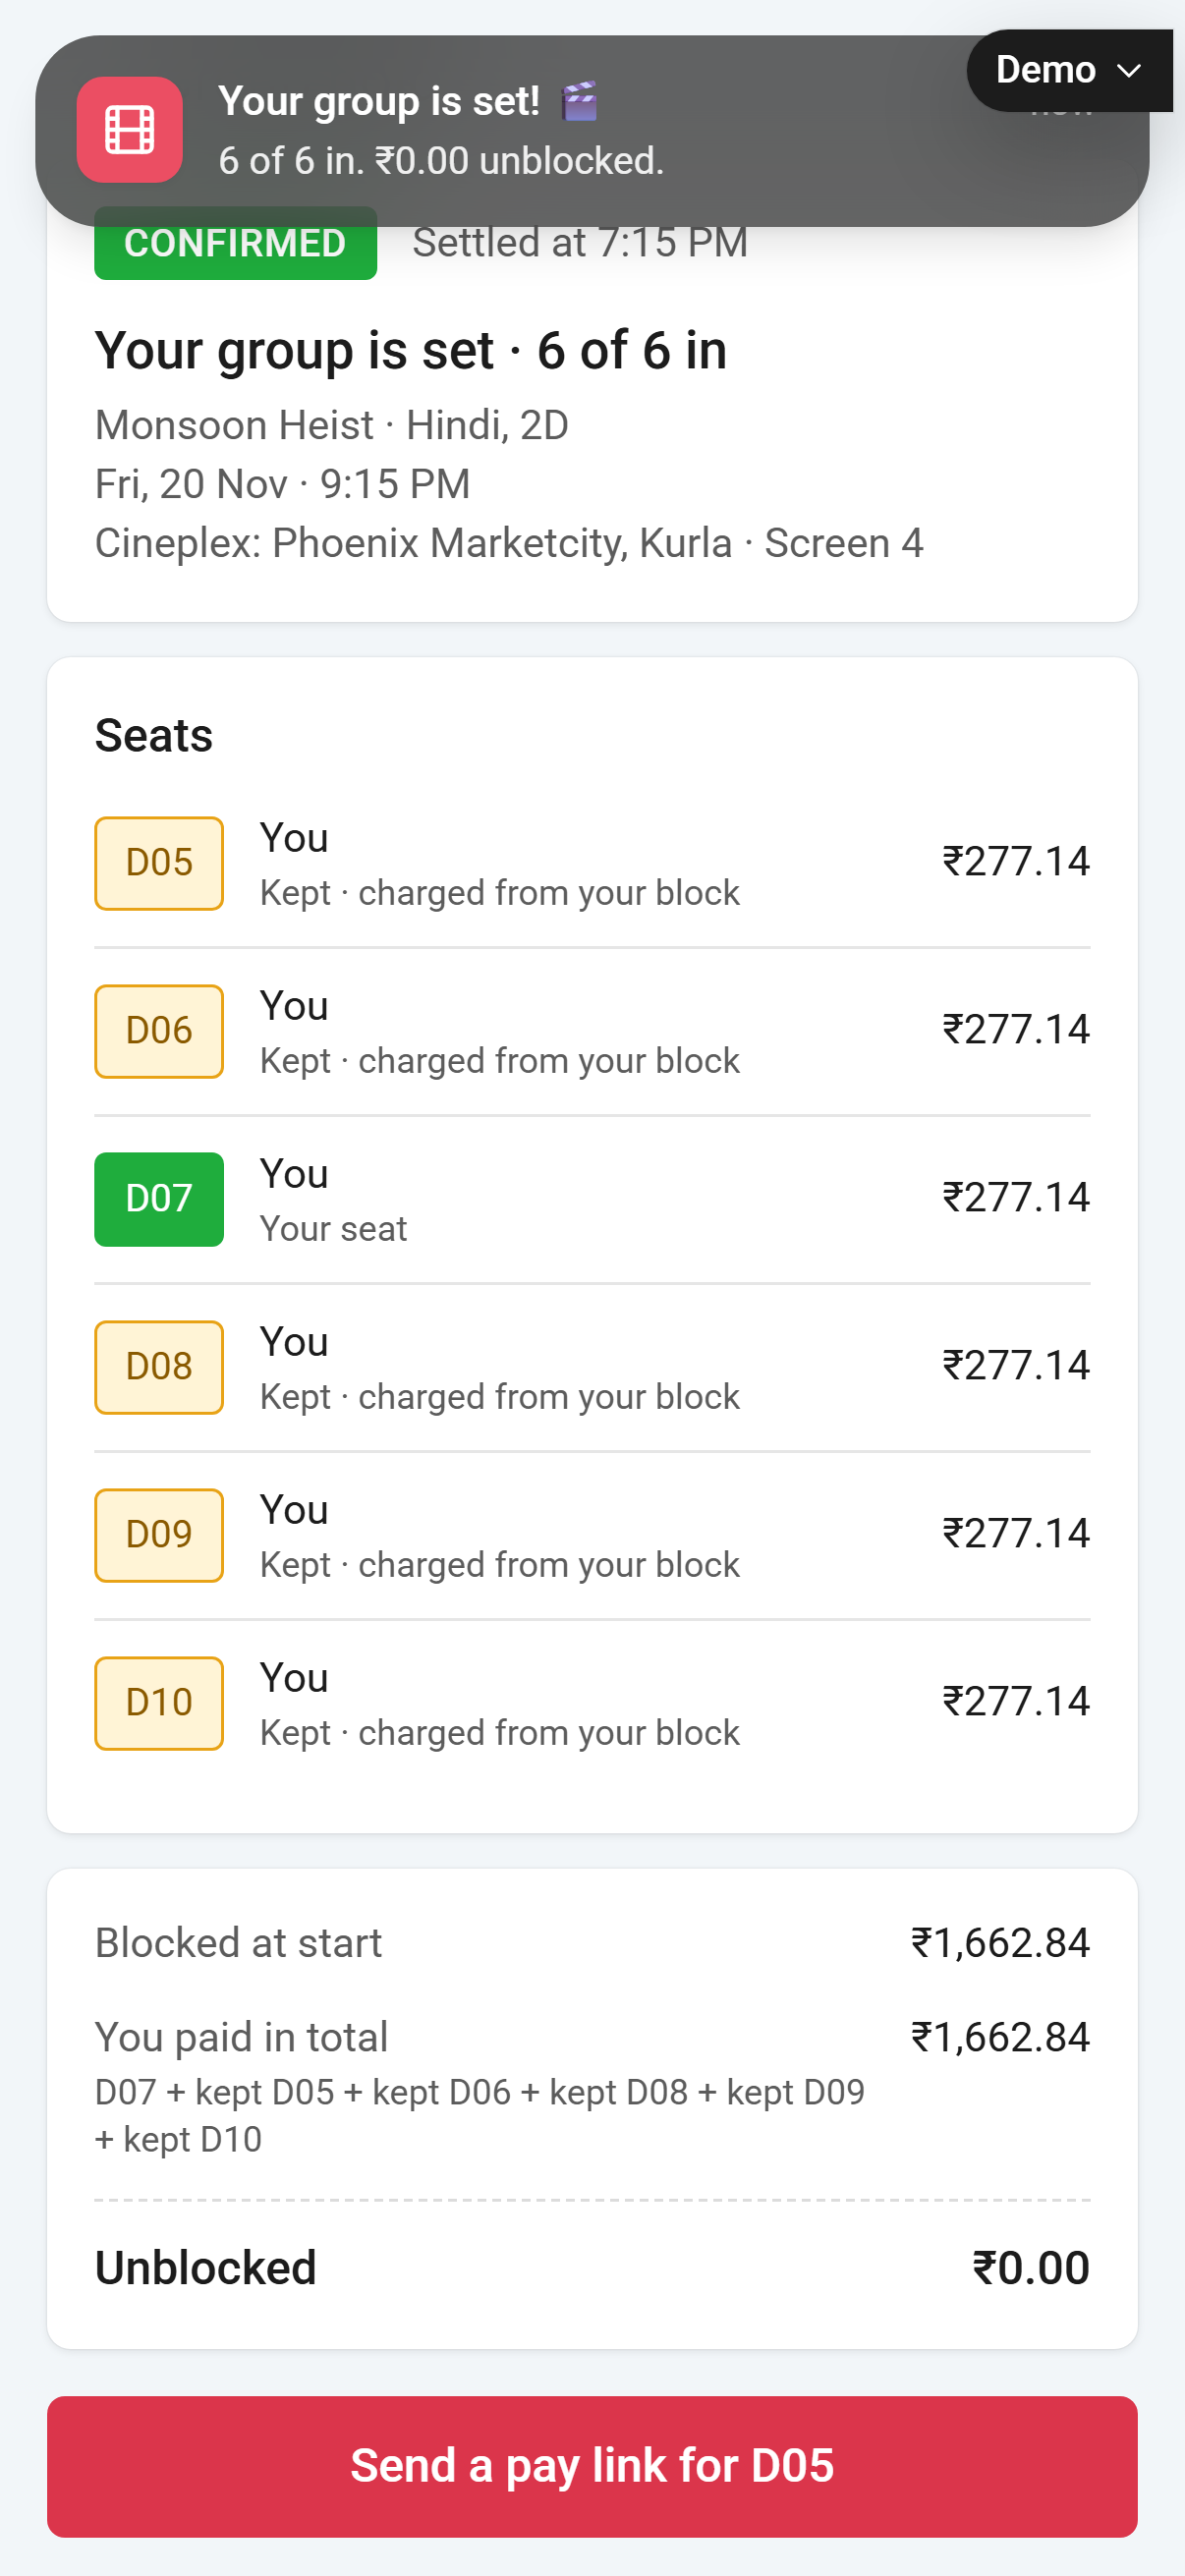 Demo
Your group is set! 🎬
now
6 of 6 in. ₹0.00 unblocked.
CONFIRMED
Settled at 7:15 PM
Your group is set · 6 of 6 in
Monsoon Heist · Hindi, 2D
Fri, 20 Nov · 9:15 PM
Cineplex: Phoenix Marketcity, Kurla · Screen 4
Seats
D05
You
Kept · charged from your block
₹277.14
D06
You
Kept · charged from your block
₹277.14
D07
You
Your seat
₹277.14
D08
You
Kept · charged from your block
₹277.14
D09
You
Kept · charged from your block
₹277.14
D10
You
Kept · charged from your block
₹277.14
Blocked at start
₹1,662.84
You paid in total
₹1,662.84
D07 + kept D05 + kept D06 + kept D08 + kept D09
+ kept D10
Unblocked
₹0.00
Send a pay link for D05